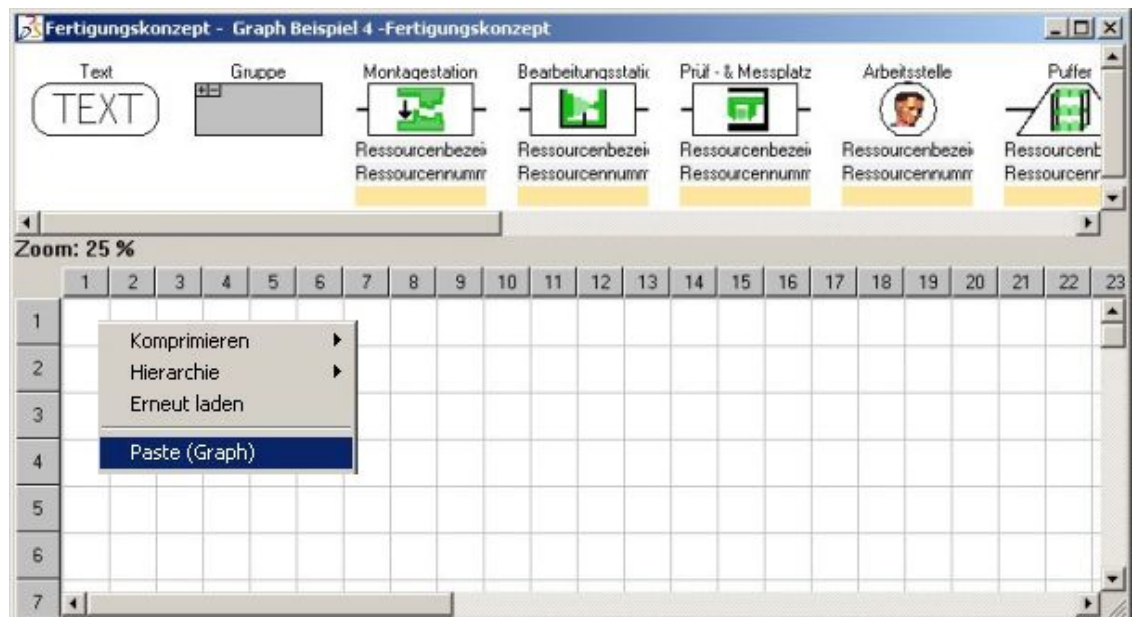 Fertigungskonzept - Graph Beispiel 4 -Fertigungskonzept
Text Gruppe Montagestation Bearbeitungsstatic Prüf - & Messplatz Arbeitsstelle Puffer
TEXT
Ressourcenbezei Ressourcenbezei Ressourcenbezei Ressourcenbezei Ressourcenb
Ressourcennumm Ressourcennumm Ressourcennumm Ressourcennumm Ressourcenr
Zoom: 25 %
1 2 3 4 5 6 7 8 9 10 11 12 13 14 15 16 17 18 19 20 21 22 23
1
Komprimieren
2
Hierarchie
Erneut laden
3
Paste (Graph)
4
5
6
7